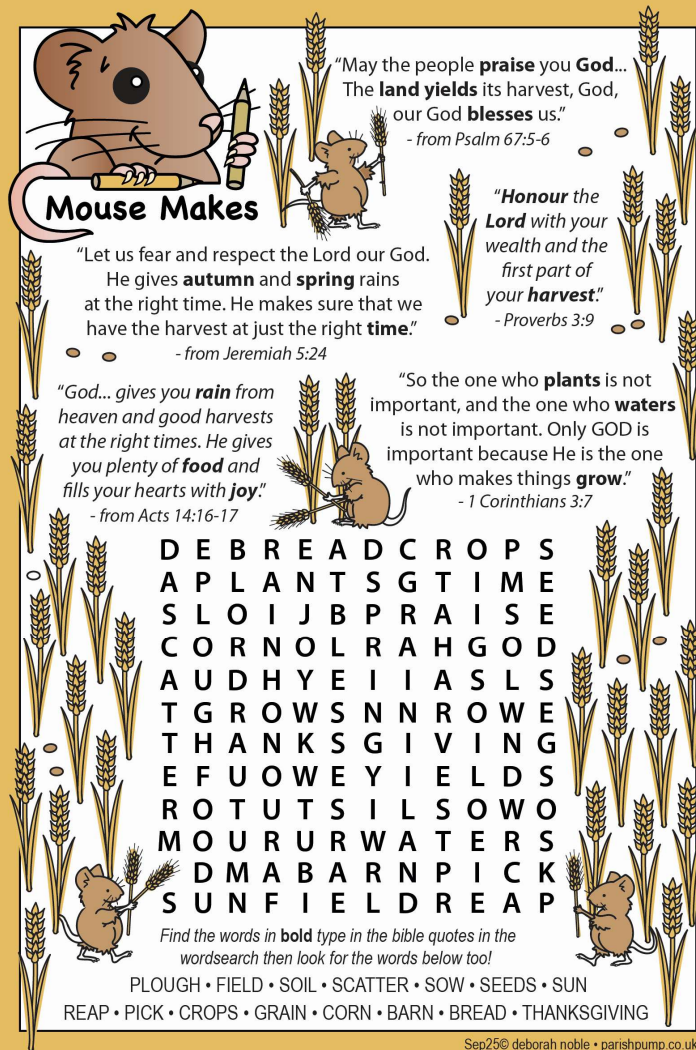 Mouse Makes
“May the people praise you God...
The land yields its harvest, God,
our God blesses us.”
- from Psalm 67:5-6
“Honour the
Lord with your
wealth and the
first part of
your harvest.”
- Proverbs 3:9
“Let us fear and respect the Lord our God.
He gives autumn and spring rains
at the right time. He makes sure that we
have the harvest at just the right time.”
- from Jeremiah 5:24
“God... gives you rain from
heaven and good harvests
at the right times. He gives
you plenty of food and
fills your hearts with joy.”
- from Acts 14:16-17
“So the one who plants is not
important, and the one who waters
is not important. Only GOD is
important because He is the one
who makes things grow.”
- 1 Corinthians 3:7
D E B R E A D C R O P S
A P L A N T S G T I M E
S L O I J B P R A I S E
C O R N O L R A H G O D
A U D H Y E I I A S L S
T G R O W S N N R O W E
T H A N K S G I V I N G
E F U O W E Y I E L D S
R O T U T S I L S O W O
M O U R U R W A T E R S
D M A B A R N P I C K
S U N F I E L D R E A P
Find the words in bold type in the bible quotes in the
wordsearch then look for the words below too!
PLOUGH • FIELD • SOIL • SCATTER • SOW • SEEDS • SUN
REAP • PICK • CROPS • GRAIN • CORN • BARN • BREAD • THANKSGIVING
Sep25© deborah noble • parishpump.co.uk